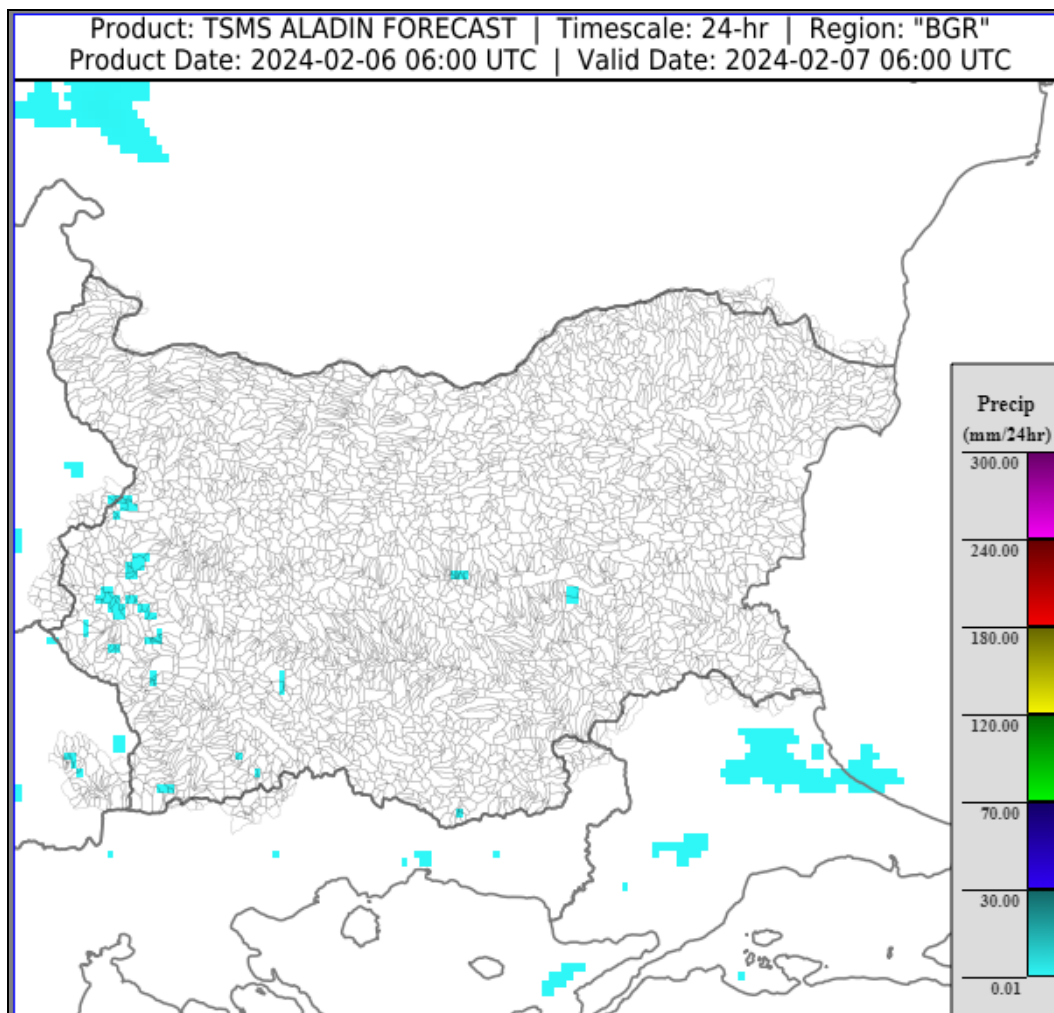 Product: TSMS ALADIN FORECAST | Timescale: 24-hr | Region: "BGR"
Product Date: 2024-02-06 06:00 UTC | Valid Date: 2024-02-07 06:00 UTC
Precip
(mm/24hr)
300.00
240.00
180.00
120.00
70.00
30.00
0.01